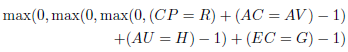 max(0, max(0, max(0, (CP = R) + (AC = AV) − 1)
+(AU = H) − 1) + (EC = G) − 1)